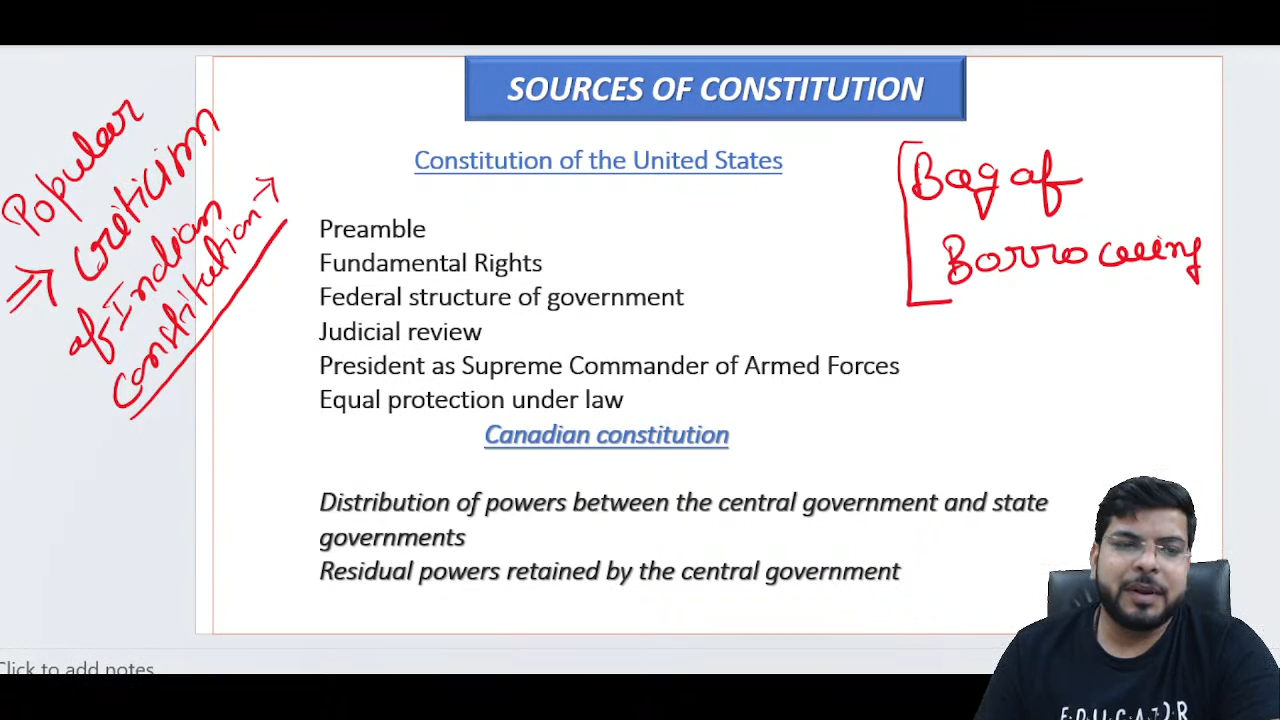 SOURCES OF CONSTITUTION
Constitution of the United States
Preamble
Fundamental Rights
Federal structure of government
Judicial review
President as Supreme Commander of Armed Forces
Equal protection under law
Canadian constitution
Distribution of powers between the central government and state
governments
Residual powers retained by the central government
Popular
⇒ Criticism
of Indian
Constitution →
Bag of
Borrowing
Click to add notes
EDUCATOR